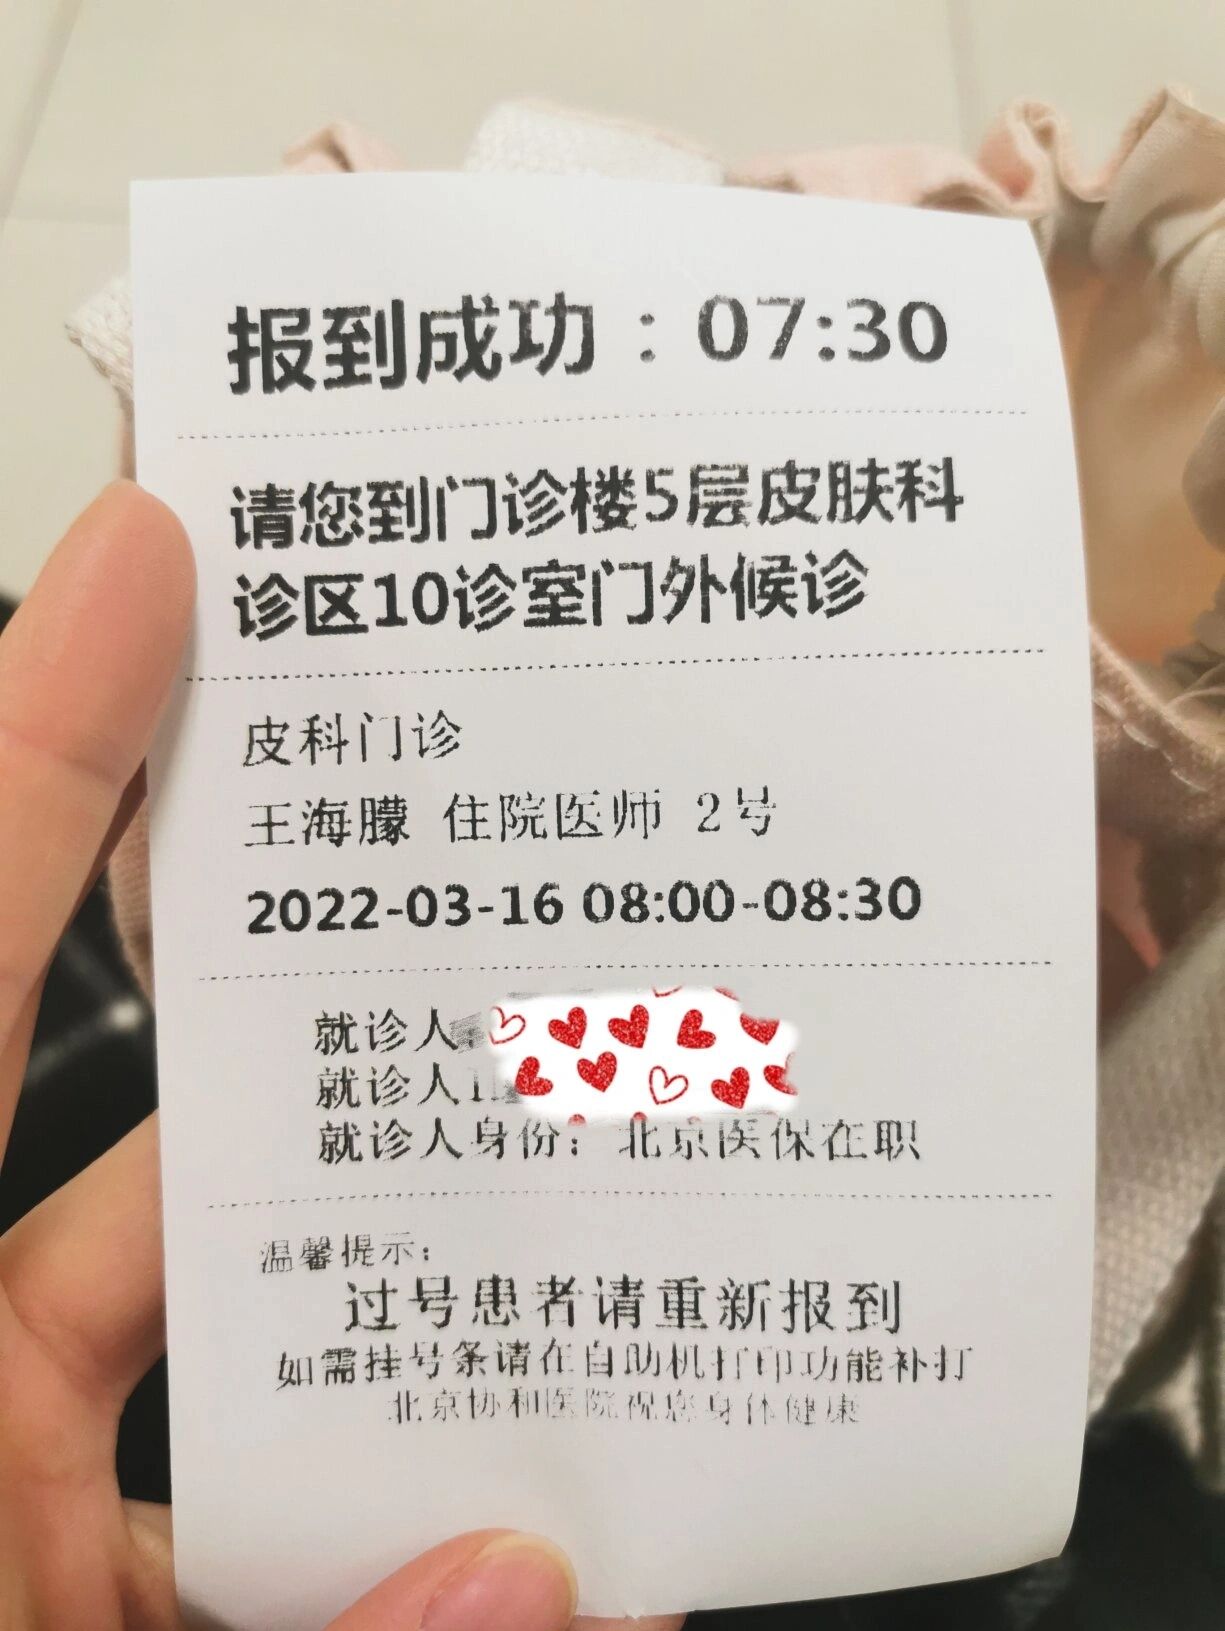 报到成功：07:30
请您到门诊楼5层皮肤科
诊区10诊室门外候诊
皮科门诊
王海朦 住院医师 2号
2022-03-16 08:00-08:30
就诊人
就诊人
就诊人身份：北京医保在职
温馨提示：
过号患者请重新报到
如需挂号条请在自助机打印功能补打
北京协和医院祝您身体健康